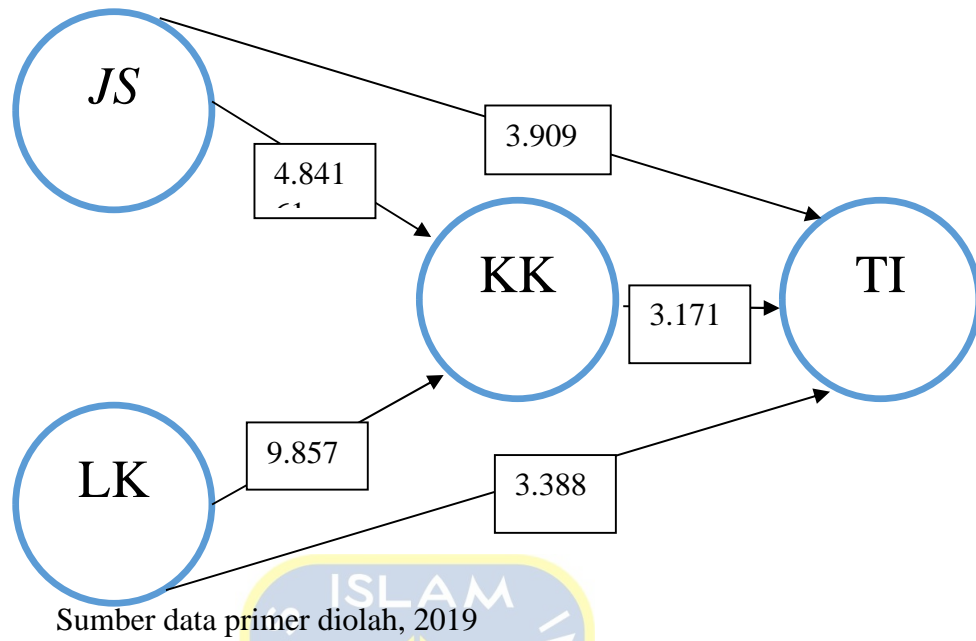 JS
3.909
4.841
KK
TI
3.171
LK
9.857
3.388
ISLAM
Sumber data primer diolah, 2019